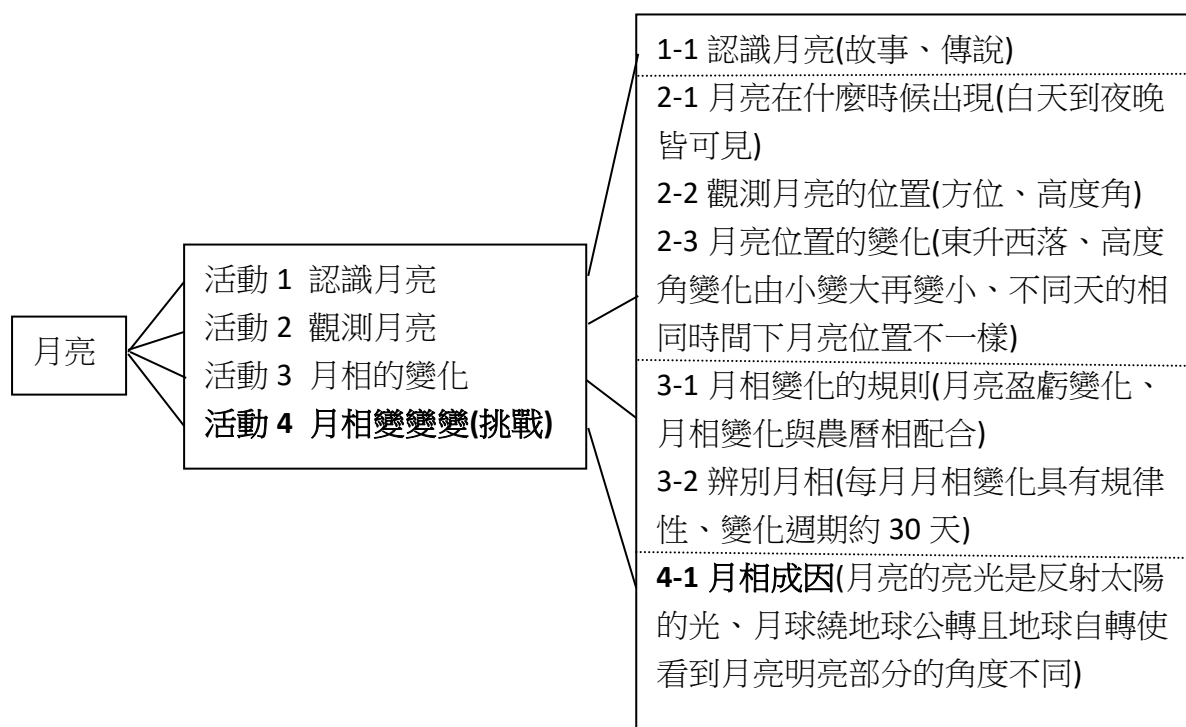 月亮
活動 1 認識月亮
活動 2 觀測月亮
活動 3 月相的變化
活動 4 月相變變變(挑戰)
1-1 認識月亮(故事、傳說)
2-1 月亮在什麼時候出現(白天到夜晚
皆可見)
2-2 觀測月亮的位置(方位、高度角)
2-3 月亮位置的變化(東升西落、高度
角變化由小變大再變小、不同天的相
同時間下月亮位置不一樣)
3-1 月相變化的規則(月亮盈虧變化、
月相變化與農曆相配合)
3-2 辨別月相(每月月相變化具有規律
性、變化週期約 30 天)
4-1 月相成因(月亮的亮光是反射太陽
的光、月球繞地球公轉且地球自轉使
看到月亮明亮部分的角度不同)